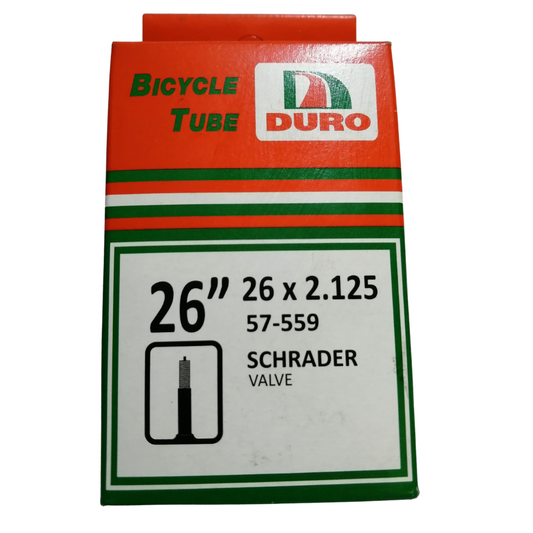 BICYCLE
TUBE
DURO
26” 26 x 2.125
57-559
SCHRADER
VALVE